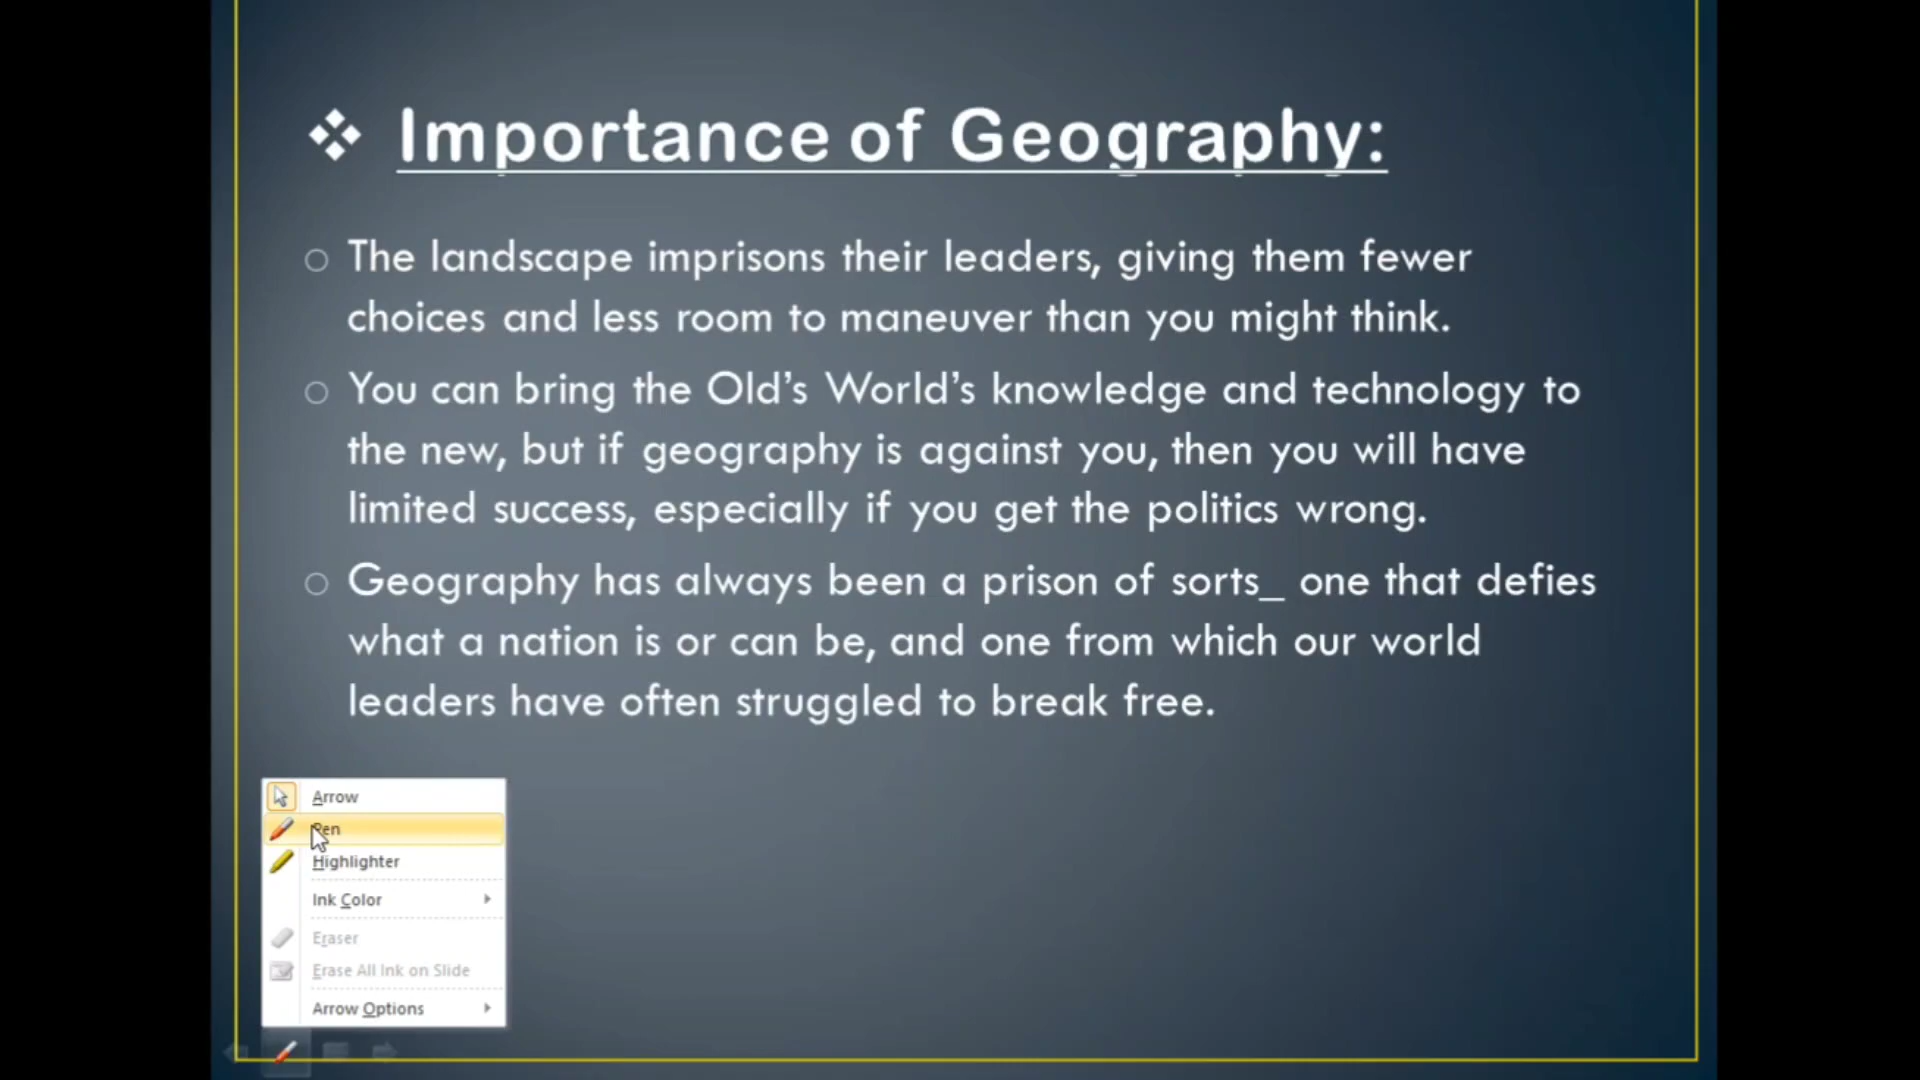 Importance of Geography:
The landscape imprisons their leaders, giving them fewer
choices and less room to maneuver than you might think.
You can bring the Old's World's knowledge and technology to
the new, but if geography is against you, then you will have
limited success, especially if you get the politics wrong.
Geography has always been a prison of sorts_ one that defies
what a nation is or can be, and one from which our world
leaders have often struggled to break free.
Arrow
Pen
Highlighter
Ink Color
Eraser
Erase All Ink on Slide
Arrow Options